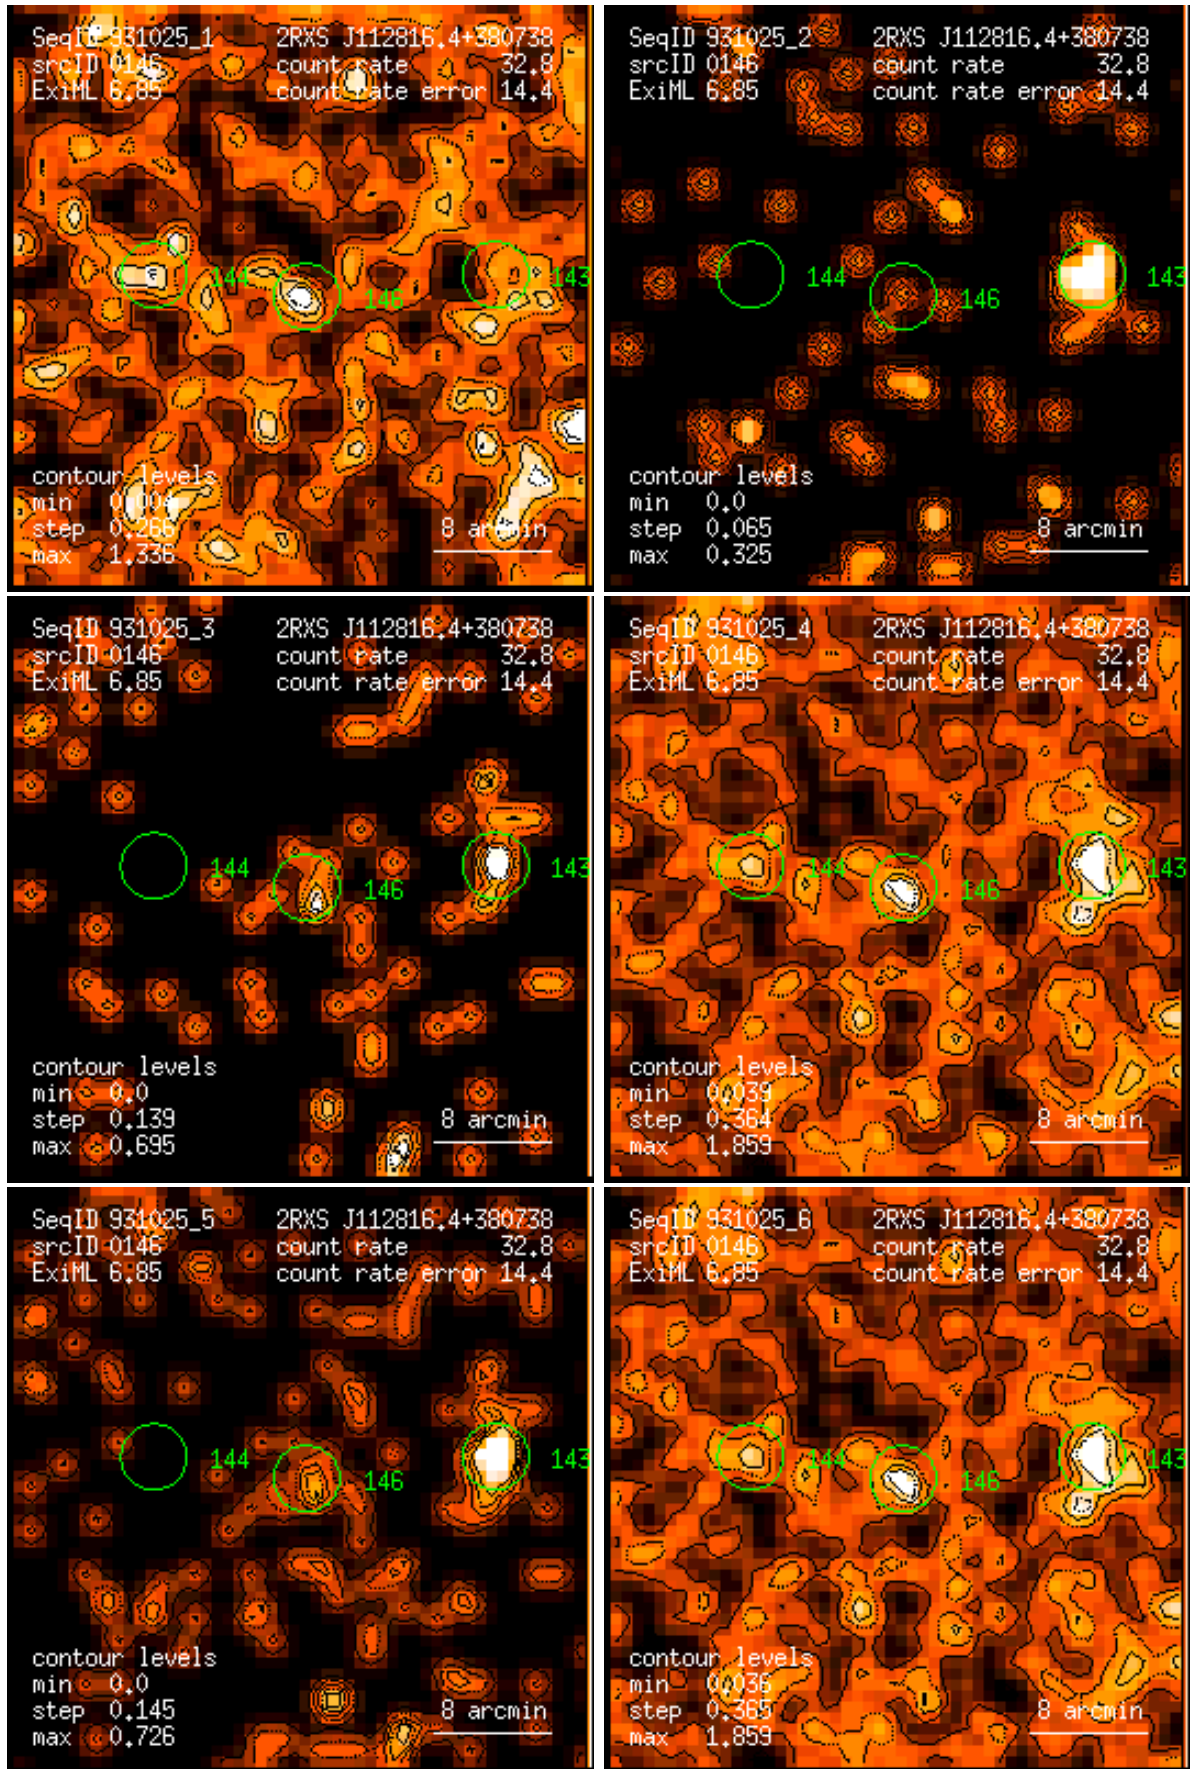 SeqID 931025_1 2RXS J112816.4+380738
srcID 0146 count rate 32.8
ExiML 6.85 count rate error 14.4
144
146
143
contour levels
min 0.004
step 0.266
max 1.336
8 arcmin
SeqID 931025_2 2RXS J112816.4+380738
srcID 0146 count rate 32.8
ExiML 6.85 count rate error 14.4
144
146
143
contour levels
min 0.0
step 0.065
max 0.325
8 arcmin
SeqID 931025_3 2RXS J112816.4+380738
srcID 0146 count rate 32.8
ExiML 6.85 count rate error 14.4
144
146
143
contour levels
min 0.0
step 0.139
max 0.695
8 arcmin
SeqID 931025_4 2RXS J112816.4+380738
srcID 0146 count rate 32.8
ExiML 6.85 count rate error 14.4
144
146
143
contour levels
min 0.039
step 0.364
max 1.859
8 arcmin
SeqID 931025_5 2RXS J112816.4+380738
srcID 0146 count rate 32.8
ExiML 6.85 count rate error 14.4
144
146
143
contour levels
min 0.0
step 0.145
max 0.726
8 arcmin
SeqID 931025_6 2RXS J112816.4+380738
srcID 0146 count rate 32.8
ExiML 6.85 count rate error 14.4
144
146
143
contour levels
min 0.036
step 0.365
max 1.859
8 arcmin